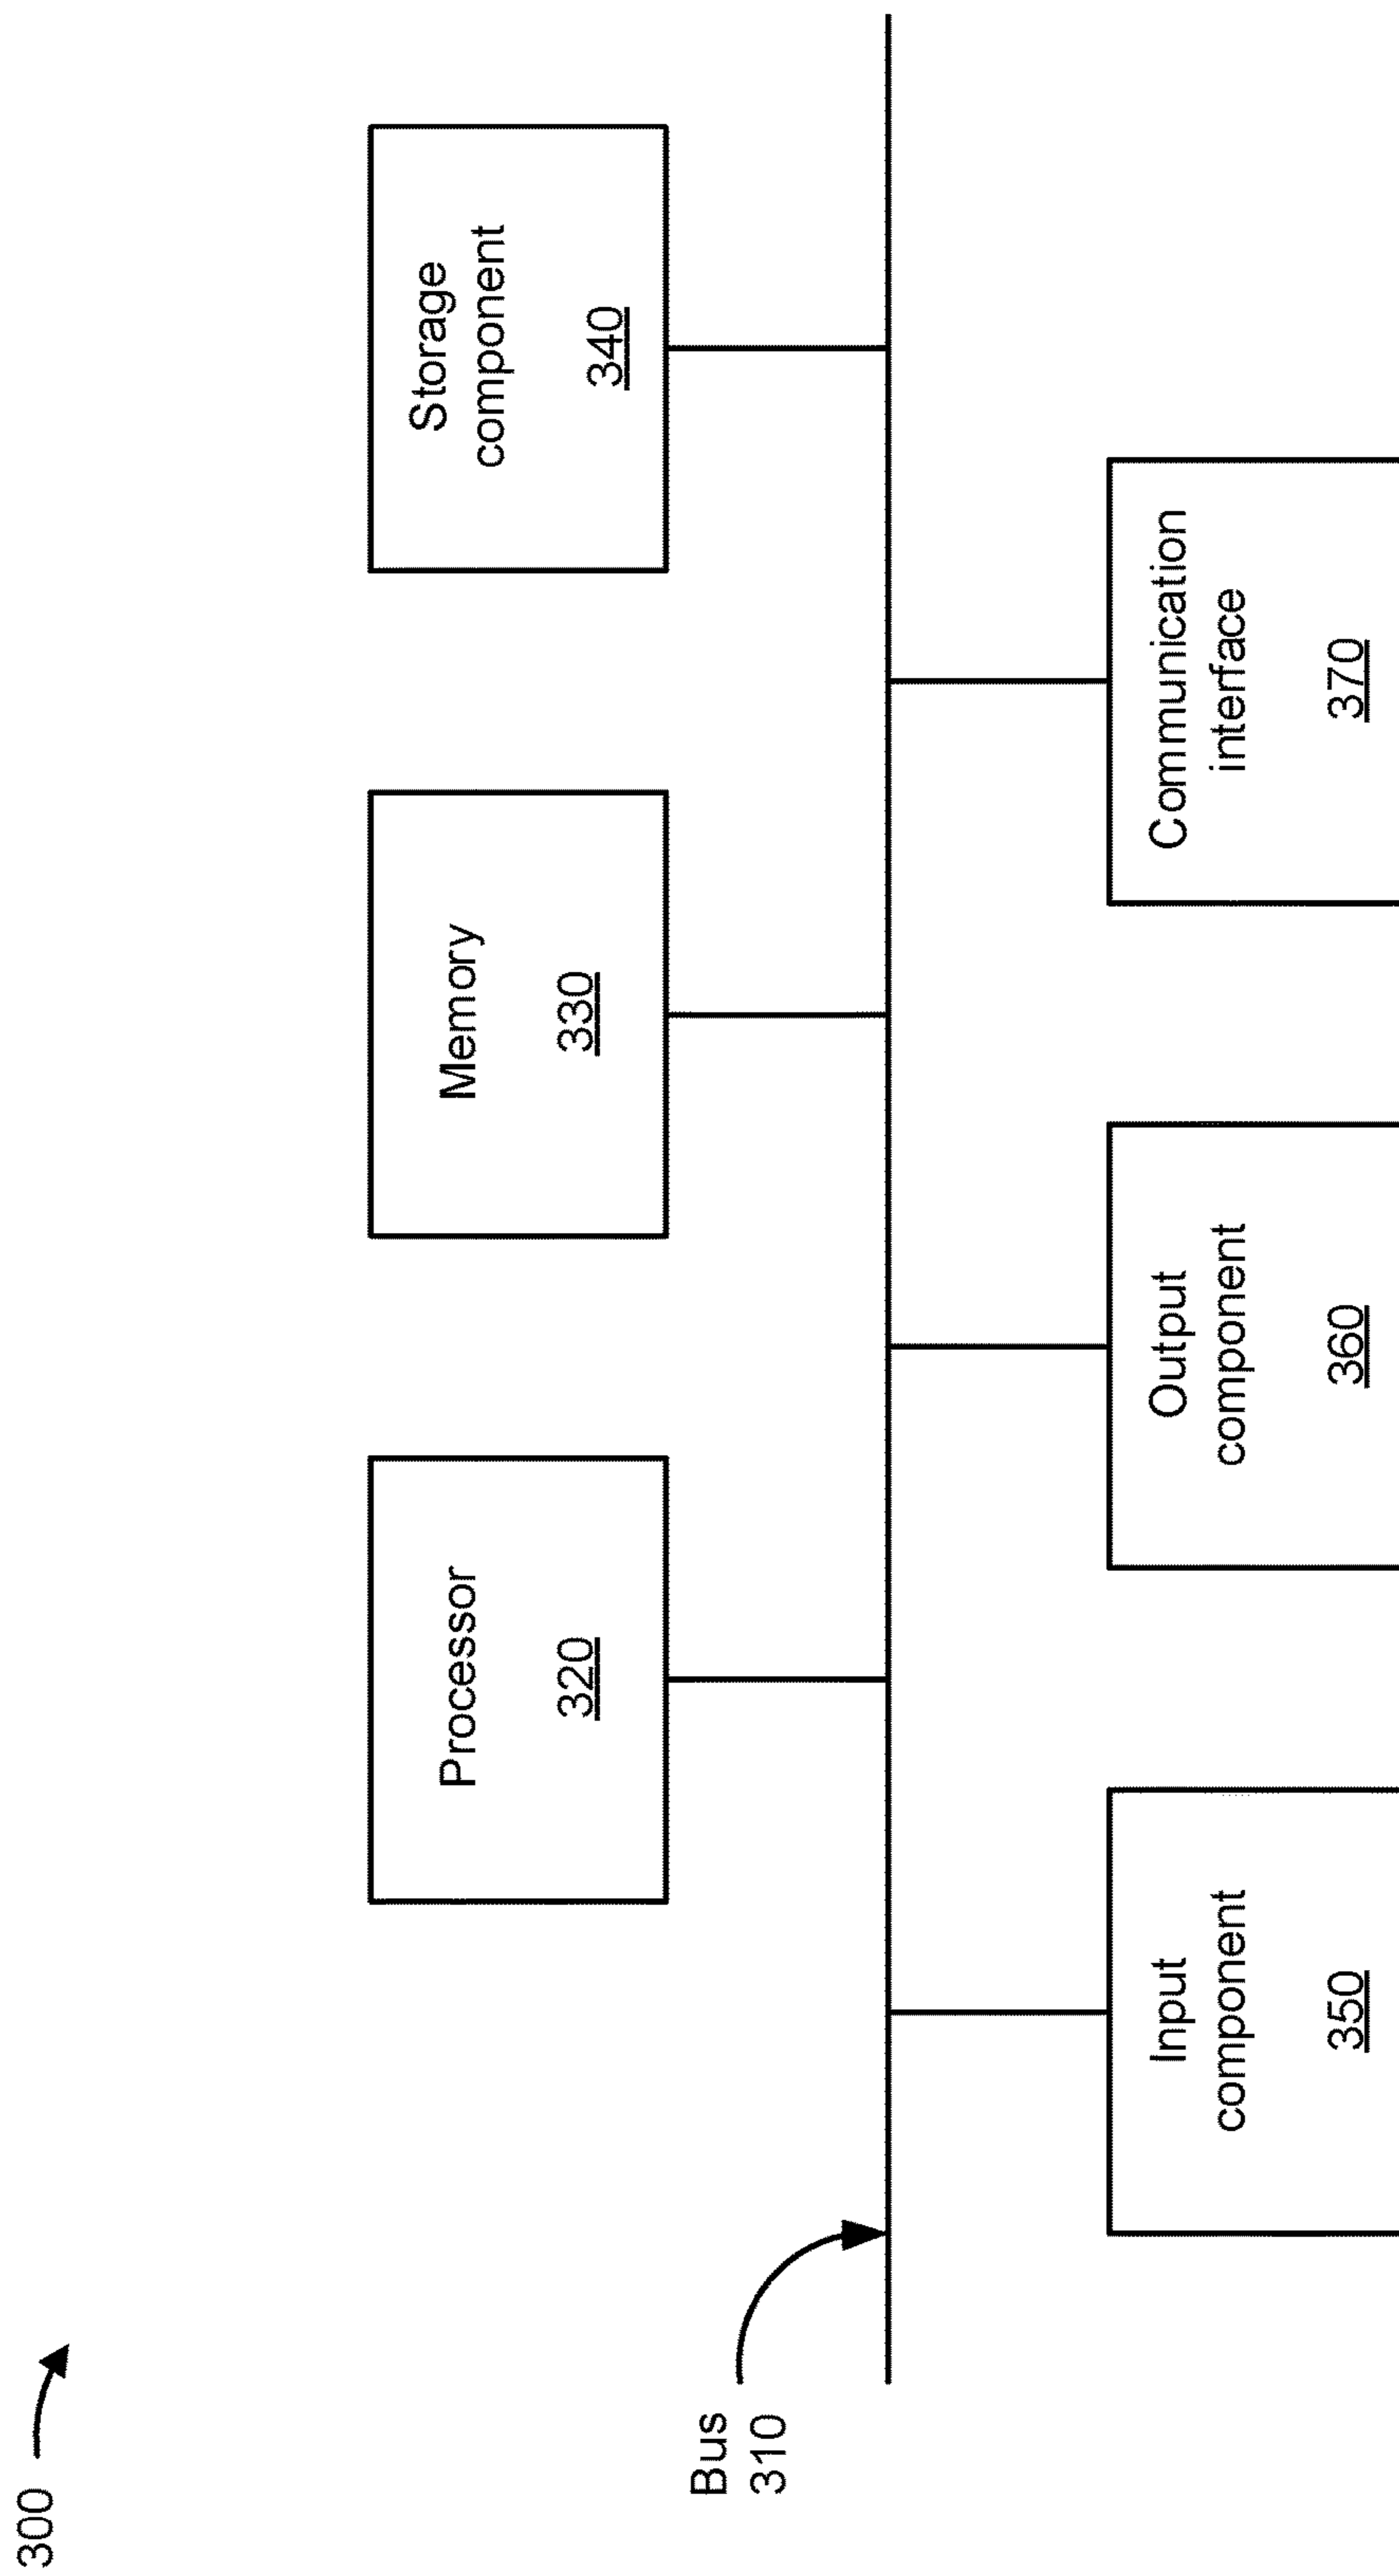 300
Processor
320
Memory
330
Storage
component
340
Bus
310
Input
component
350
Output
component
360
Communication
interface
370